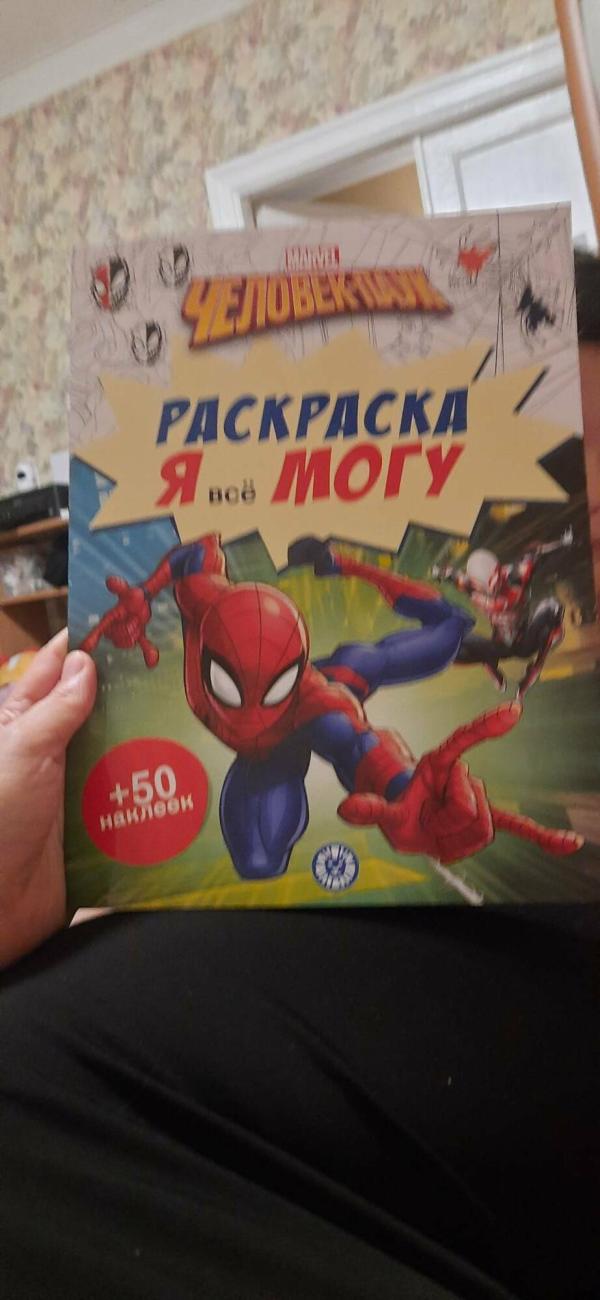 MARVEL
ЧЕЛОВЕК-ПАУК
РАСКРАСКА
Я всё МОГУ
+50
наклеек